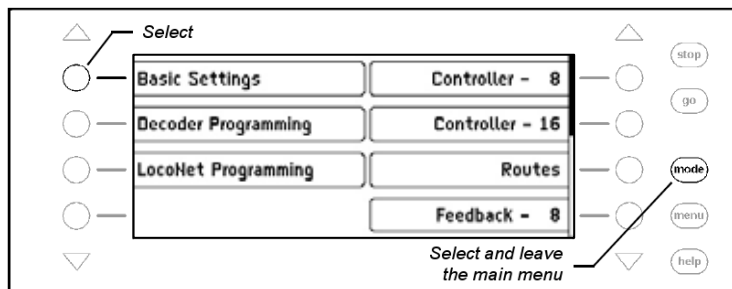 Select
stop
Basic Settings Controller - 8
go
Decoder Programming Controller - 16
LocoNet Programming Routes
mode
Feedback - 8
menu
Select and leave
the main menu
help